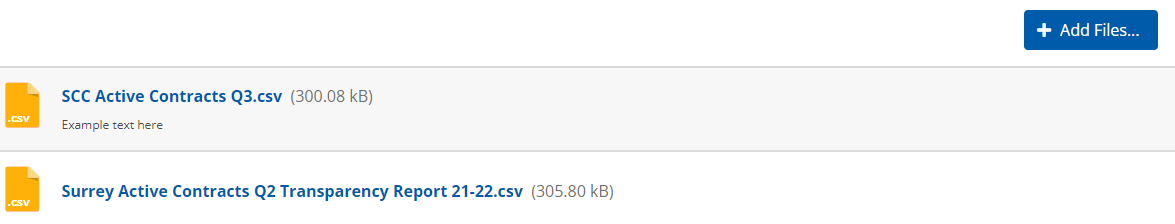 Add Files...
.csv
SCC Active Contracts Q3.csv (300.08 kB)
Example text here
.csv
Surrey Active Contracts Q2 Transparency Report 21-22.csv (305.80 kB)